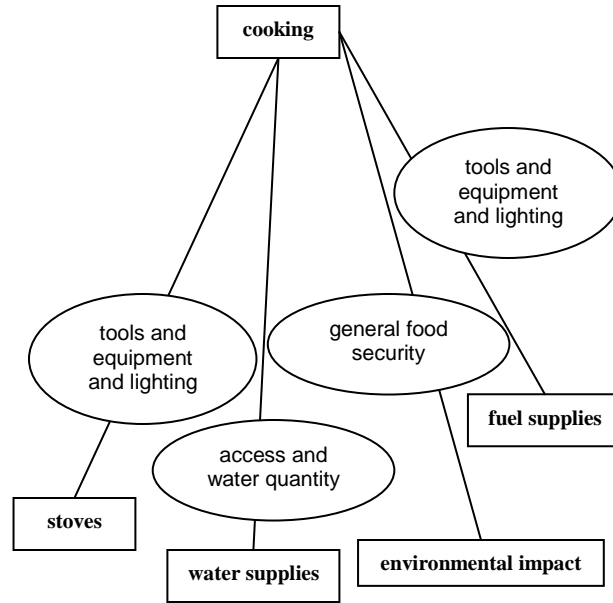 cooking
tools and
equipment
and lighting
tools and
equipment
and lighting
general food
security
fuel supplies
access and
water quantity
stoves
water supplies
environmental impact